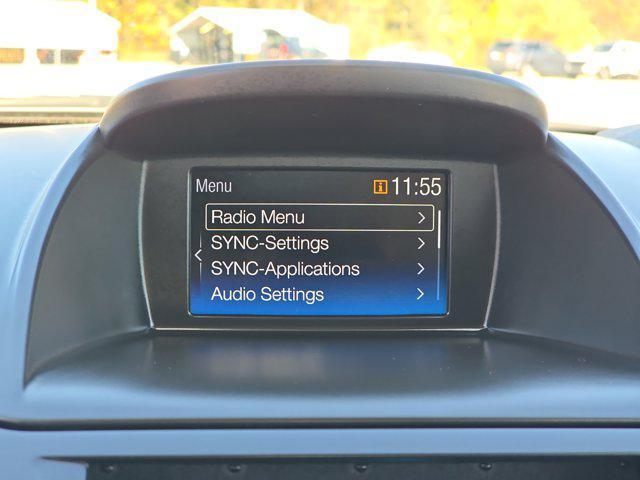 Menu 11:55
Radio Menu
SYNC-Settings
SYNC-Applications
Audio Settings